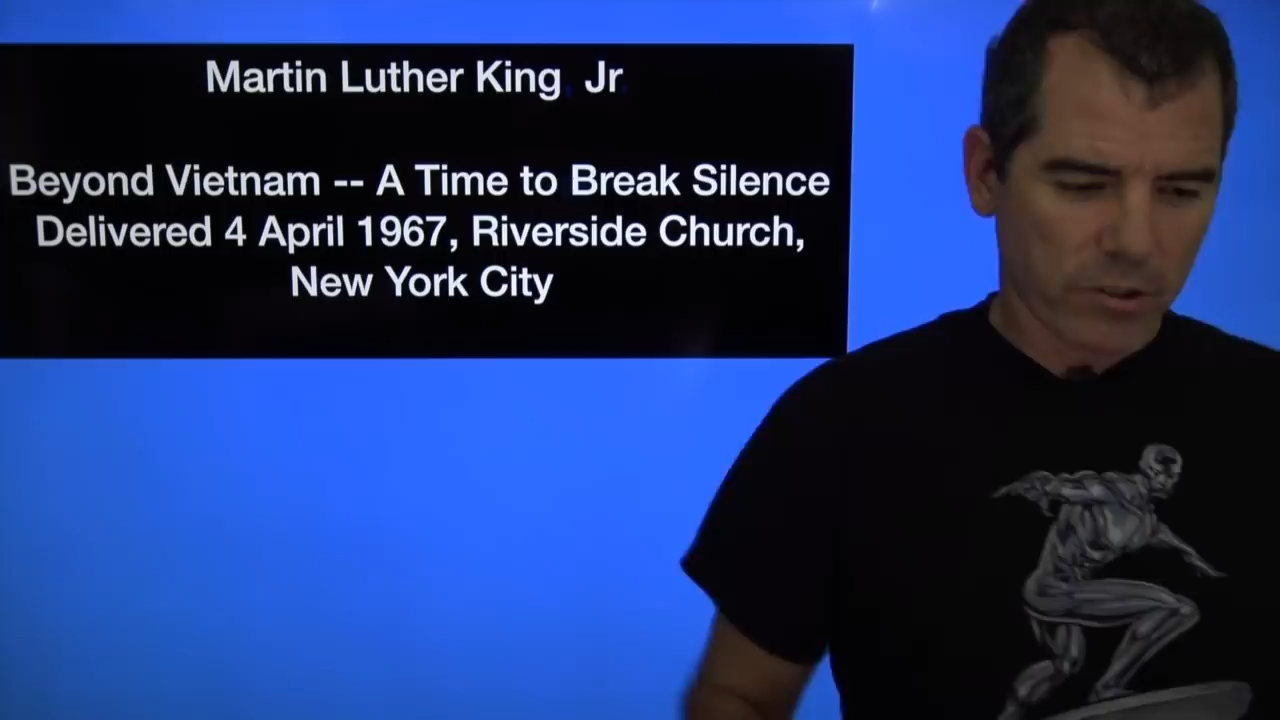 Martin Luther King, Jr.
Beyond Vietnam -- A Time to Break Silence
Delivered 4 April 1967, Riverside Church,
New York City